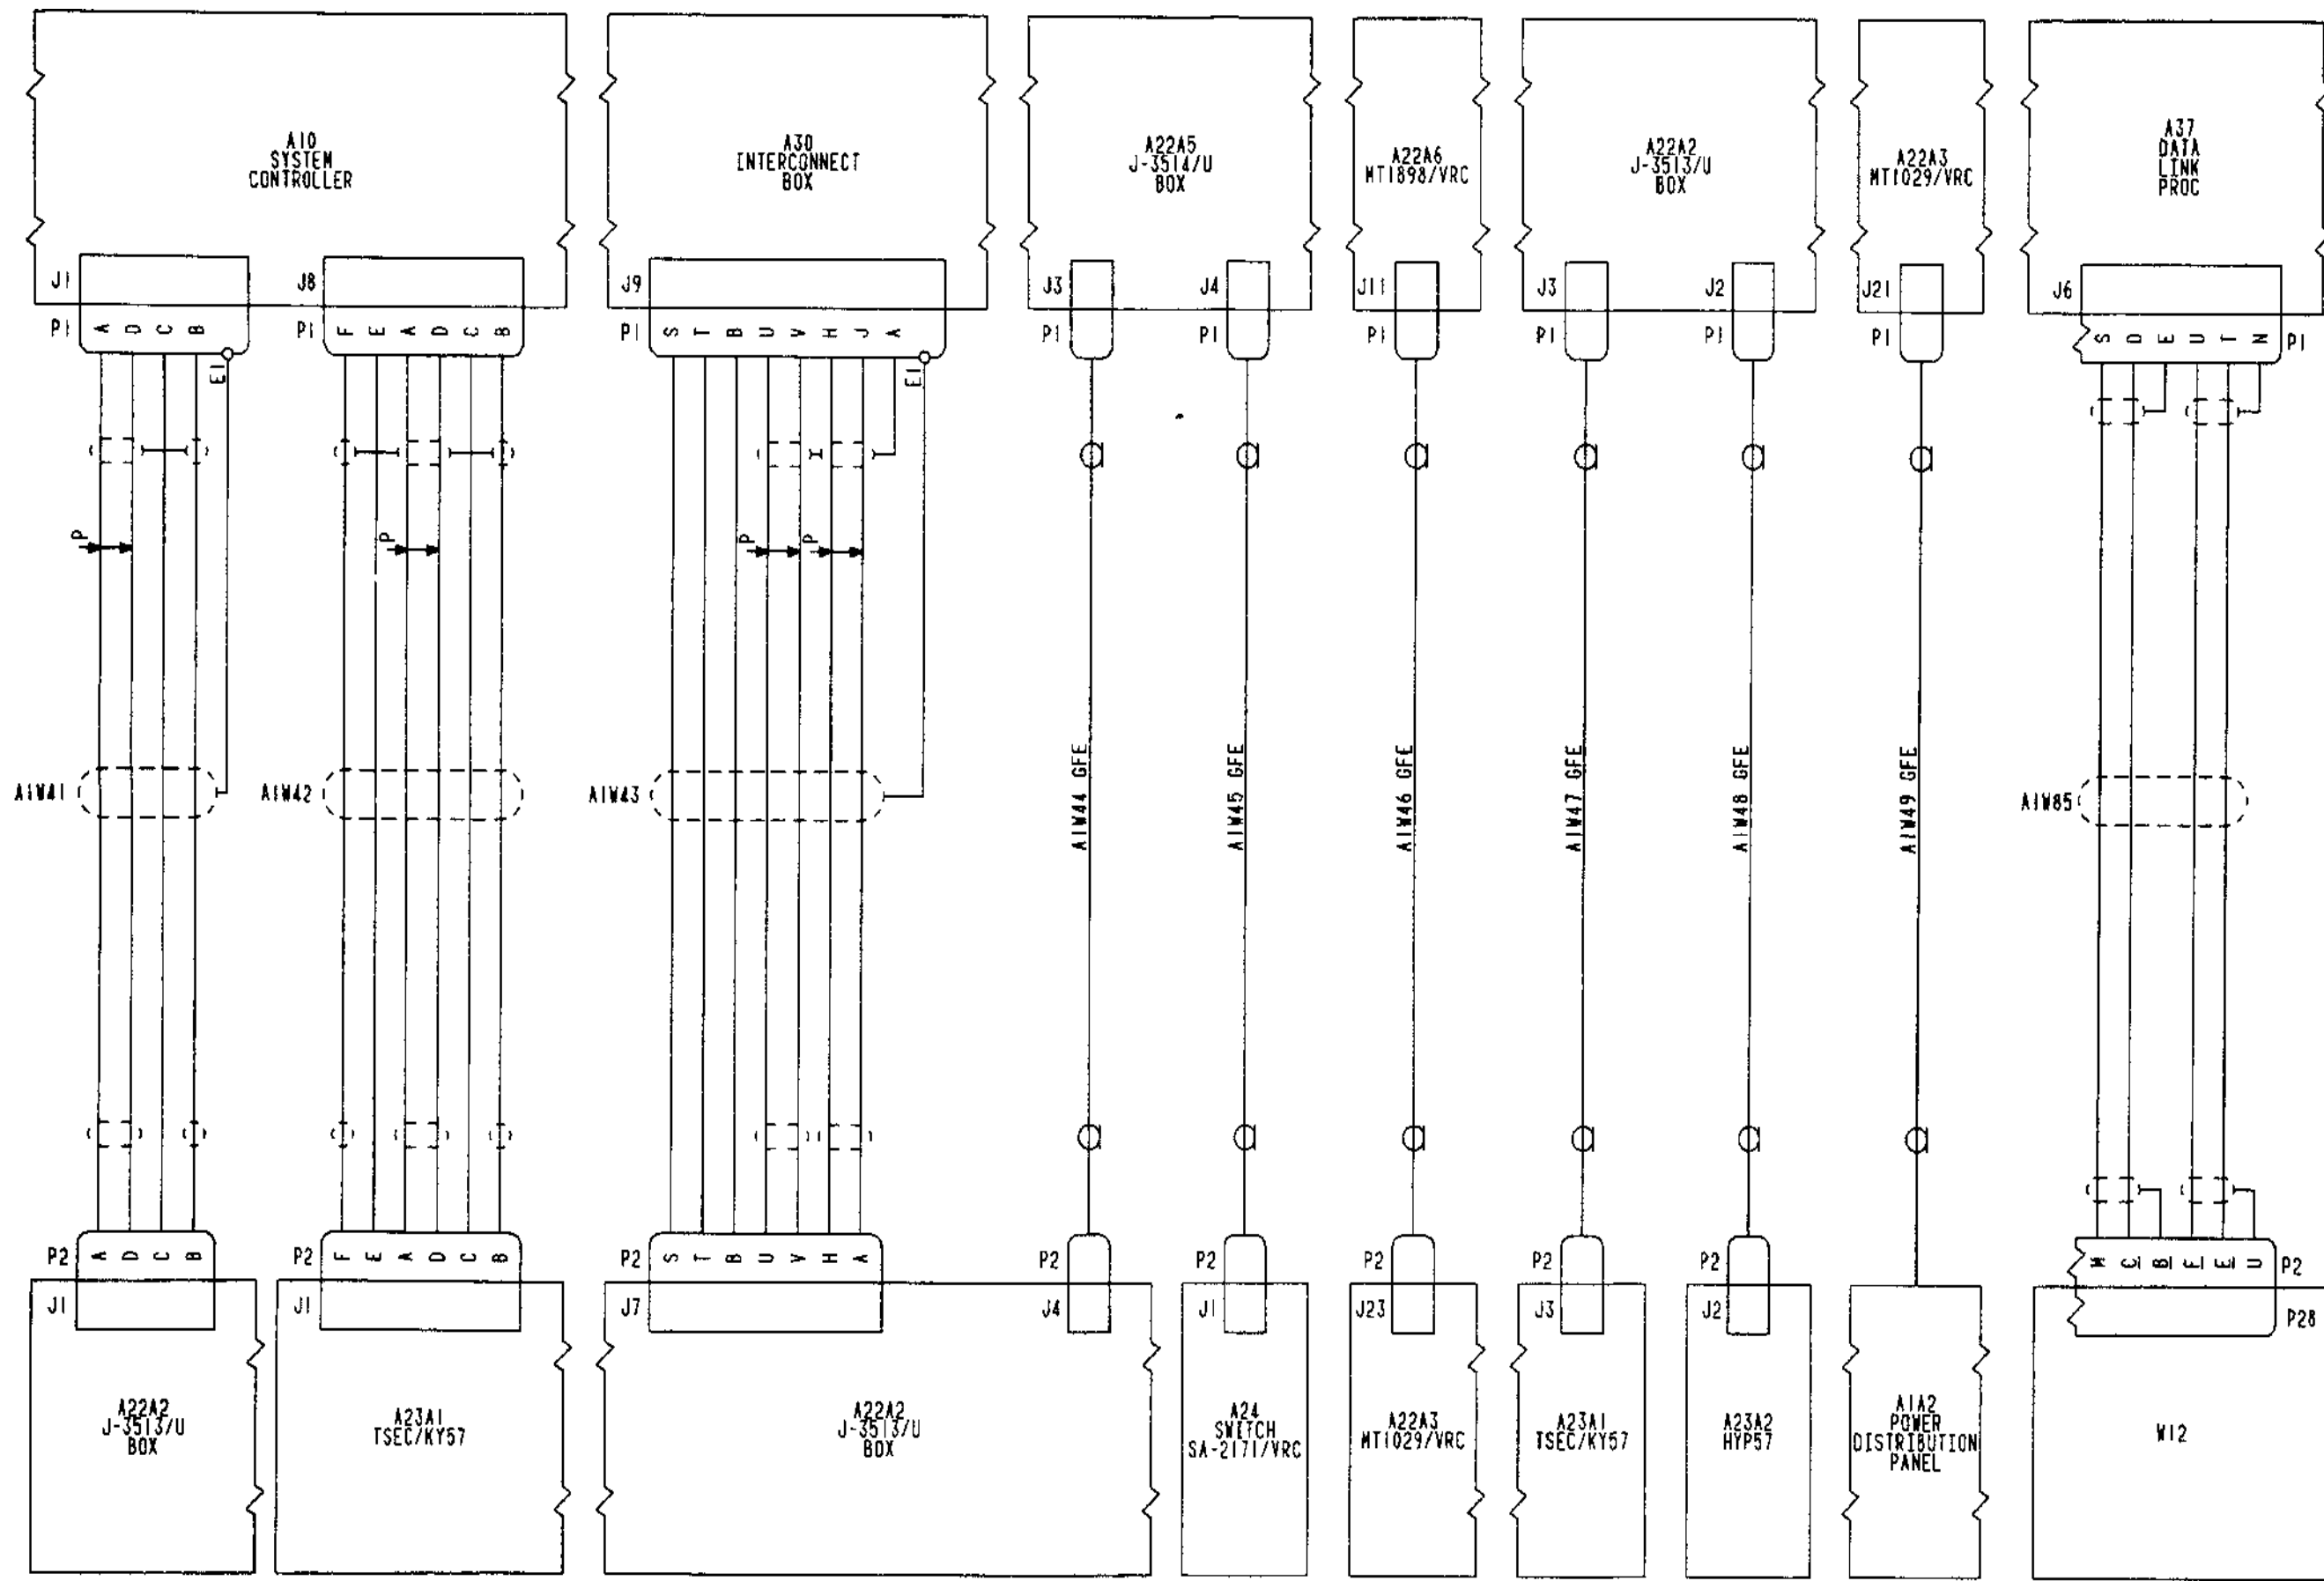 A10
SYSTEM
CONTROLLER
A30
INTERCONNECT
BOX
A22A5
J-3514/U
BOX
A22A6
MT1898/VRC
A22A2
J-3513/U
BOX
A22A3
MT1029/VRC
A37
DATA
LINK
PROC
J1 J8 J9 J3 J4 J11 J3 J2 J21 J6
P1 A D C B
P1 F E A D C B
P1 S T B U V H J A
P1 P1 P1 P1 P1 P1
S D E U T N P1
E1 E1
P P P P
A1W41
A1W42
A1W43
A1W44 GFE
A1W45 GFE
A1W46 GFE
A1W47 GFE
A1W48 GFE
A1W49 GFE
A1W85
P2 A D C B
P2 F E A D C B
P2 S T B U V H A
P2 P2 P2 P2 P2
C B F E U P2
J1 J1 J7 J4 J1 J23 J3 J2 P28
A22A2
J-3513/U
BOX
A23A1
TSEC/KY57
A22A2
J-3513/U
BOX
A24
SWITCH
SA-2171/VRC
A22A3
MT1029/VRC
A23A1
TSEC/KY57
A23A2
HYP57
A1A2
POWER
DISTRIBUTION
PANEL
W12